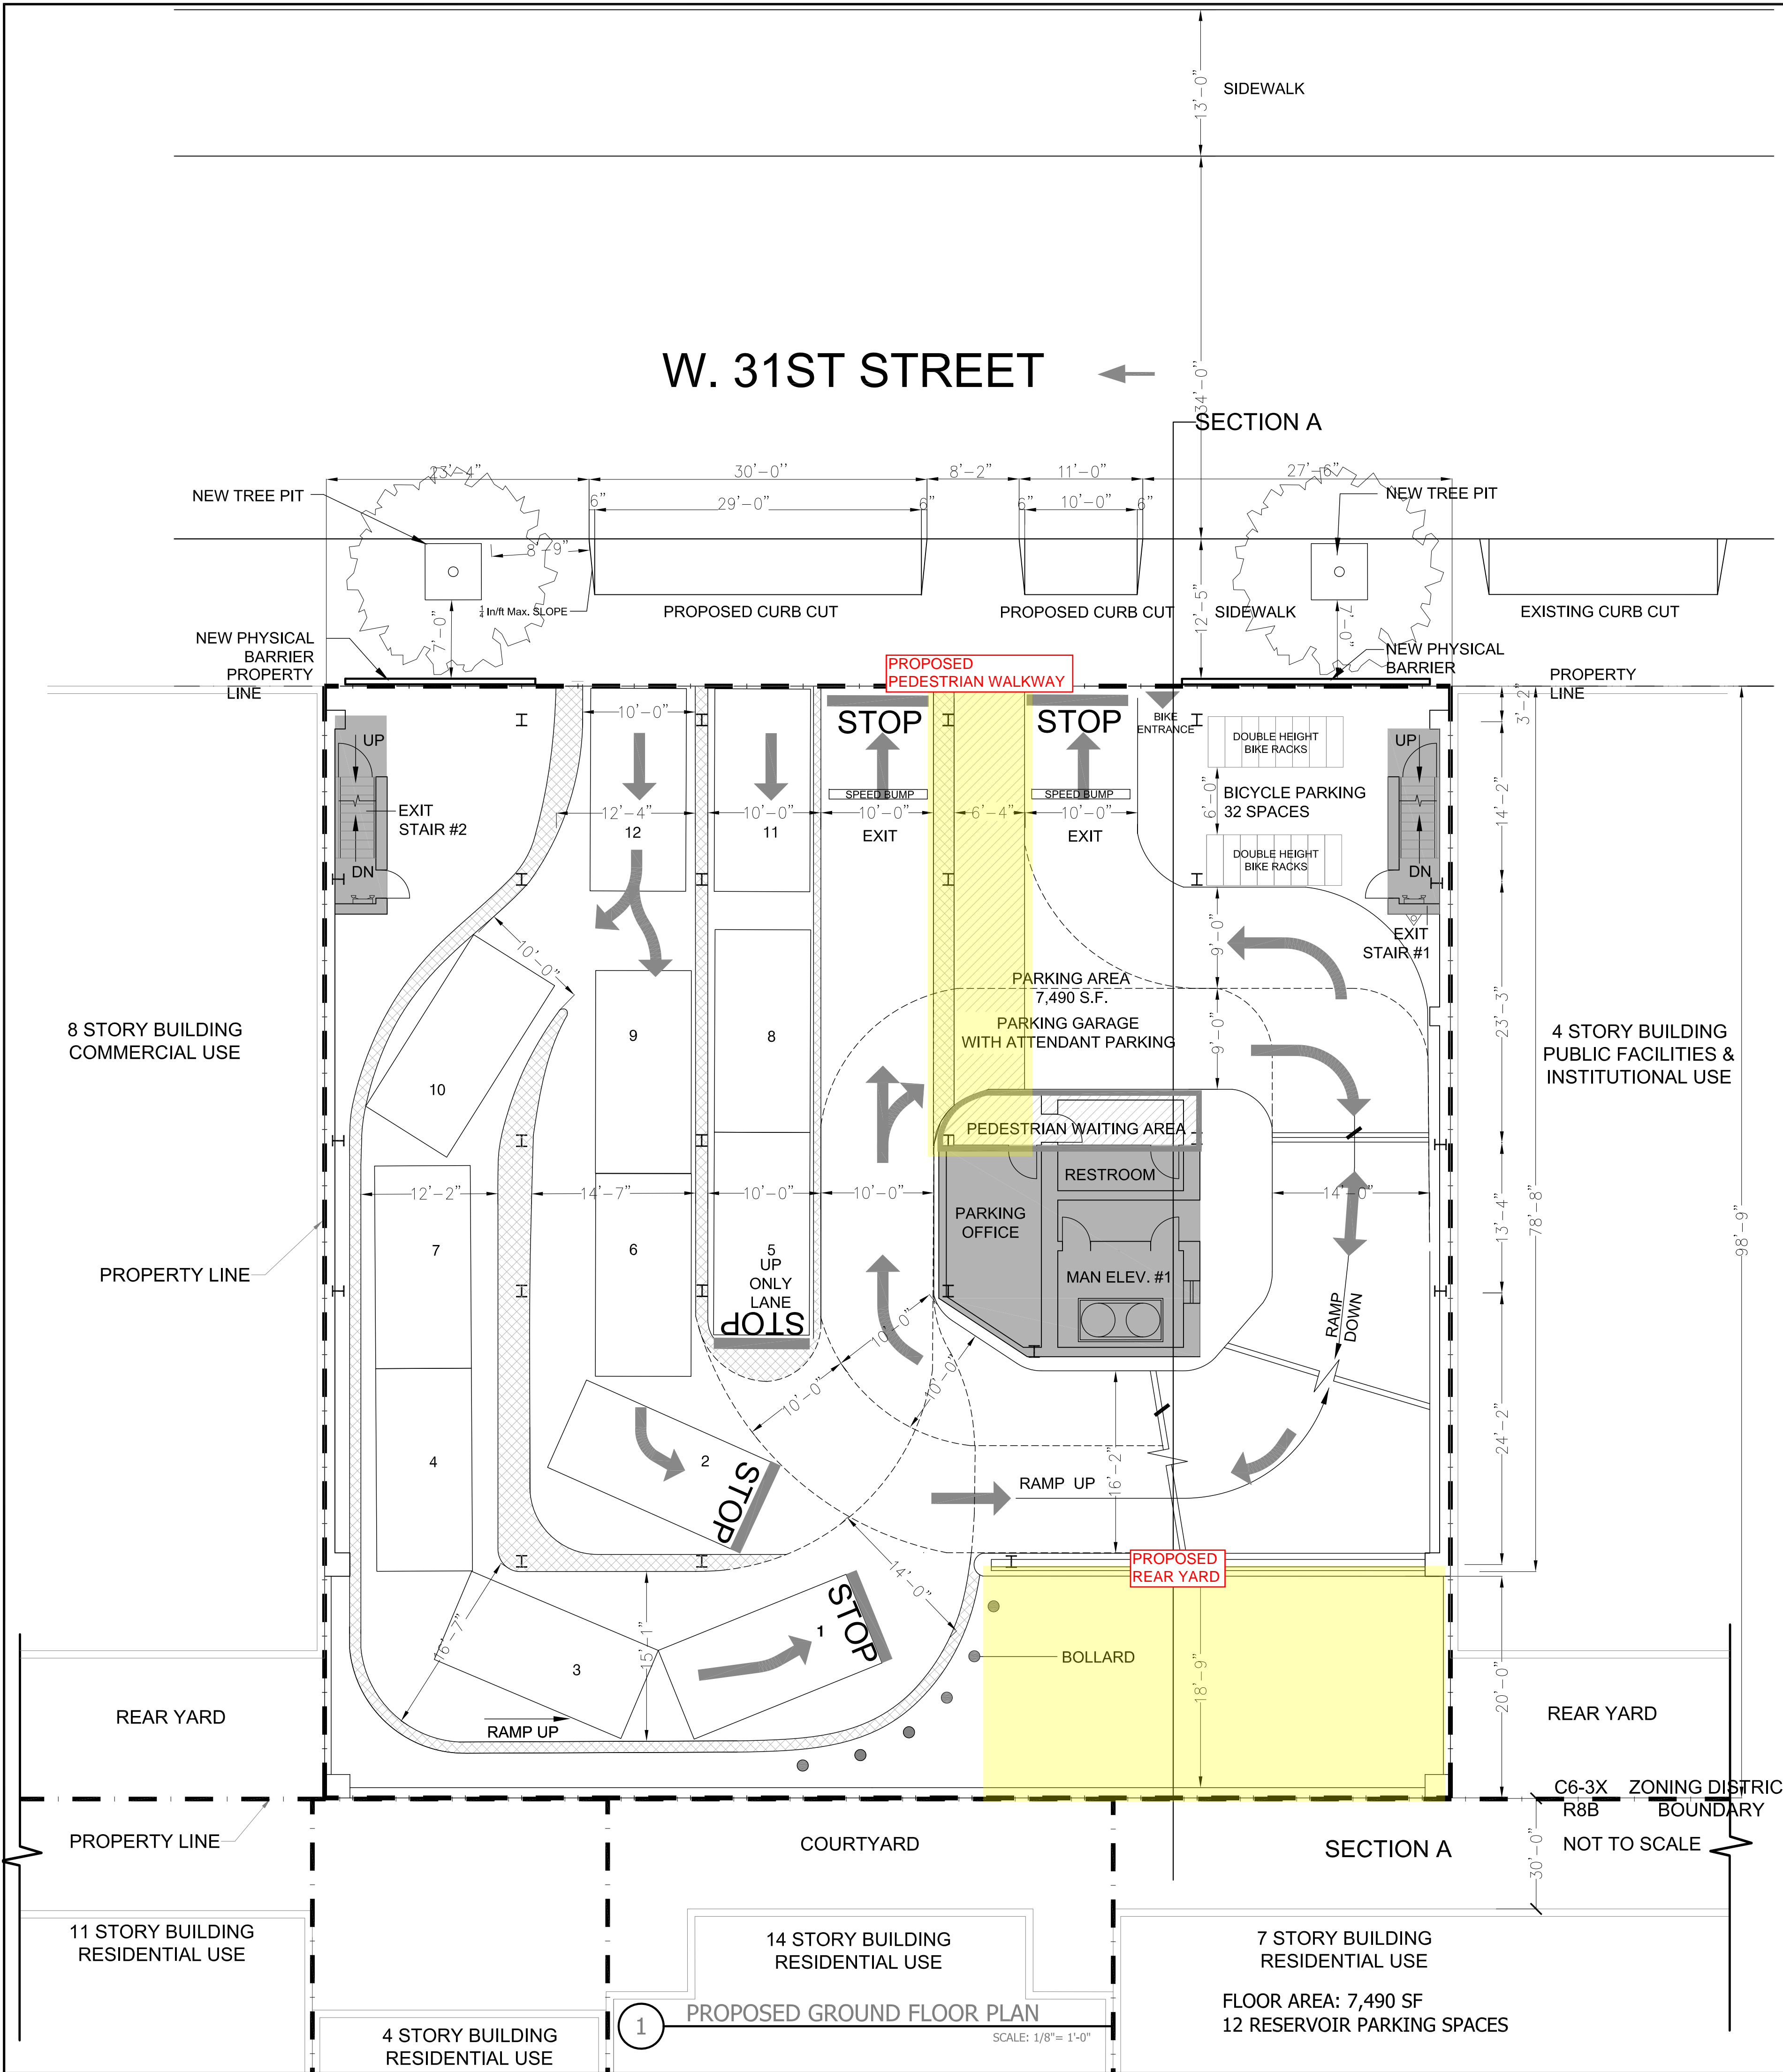 13'-0"
SIDEWALK
W. 31ST STREET
34'-0"
SECTION A
23'-4"
30'-0"
8'-2"
11'-0"
27'-6"
NEW TREE PIT
6"
29'-0"
6"
6"
10'-0"
6"
NEW TREE PIT
8'-9"
1/4 In/ft Max. SLOPE
PROPOSED CURB CUT
PROPOSED CURB CUT
SIDEWALK
EXISTING CURB CUT
7'-0"
12'-5"
7'-0"
NEW PHYSICAL
BARRIER
PROPERTY
LINE
NEW PHYSICAL
BARRIER
PROPERTY
LINE
PROPOSED
PEDESTRIAN WALKWAY
3'-2"
10'-0"
STOP
STOP
BIKE
ENTRANCE
DOUBLE HEIGHT
BIKE RACKS
UP
UP
SPEED BUMP
SPEED BUMP
6'-0"
BICYCLE PARKING
32 SPACES
14'-2"
EXIT
STAIR #2
12'-4"
10'-0"
10'-0"
6'-4"
10'-0"
12
11
EXIT
EXIT
DOUBLE HEIGHT
BIKE RACKS
DN
DN
10'-0"
9'-0"
EXIT
STAIR #1
PARKING AREA
7,490 S.F.
PARKING GARAGE
WITH ATTENDANT PARKING
9'-0"
23'-3"
8 STORY BUILDING
COMMERCIAL USE
9
8
10
4 STORY BUILDING
PUBLIC FACILITIES &
INSTITUTIONAL USE
PEDESTRIAN WAITING AREA
RESTROOM
12'-2"
14'-7"
10'-0"
10'-0"
14'-0"
13'-4"
78'-8"
98'-9"
PARKING
OFFICE
7
6
5
UP
ONLY
LANE
STOP
MAN ELEV. #1
PROPERTY LINE
RAMP
DOWN
10'-0"
10'-0"
10'-0"
4
2
STOP
RAMP UP
16'-2"
24'-2"
PROPOSED
REAR YARD
14'-0"
16'-7"
15'-1"
1
STOP
3
BOLLARD
18'-9"
20'-0"
REAR YARD
RAMP UP
REAR YARD
C6-3X ZONING DISTRIC
R8B BOUNDARY
PROPERTY LINE
COURTYARD
SECTION A
30'-0"
NOT TO SCALE
11 STORY BUILDING
RESIDENTIAL USE
14 STORY BUILDING
RESIDENTIAL USE
7 STORY BUILDING
RESIDENTIAL USE
1
PROPOSED GROUND FLOOR PLAN
SCALE: 1/8"= 1'-0"
FLOOR AREA: 7,490 SF
12 RESERVOIR PARKING SPACES
4 STORY BUILDING
RESIDENTIAL USE